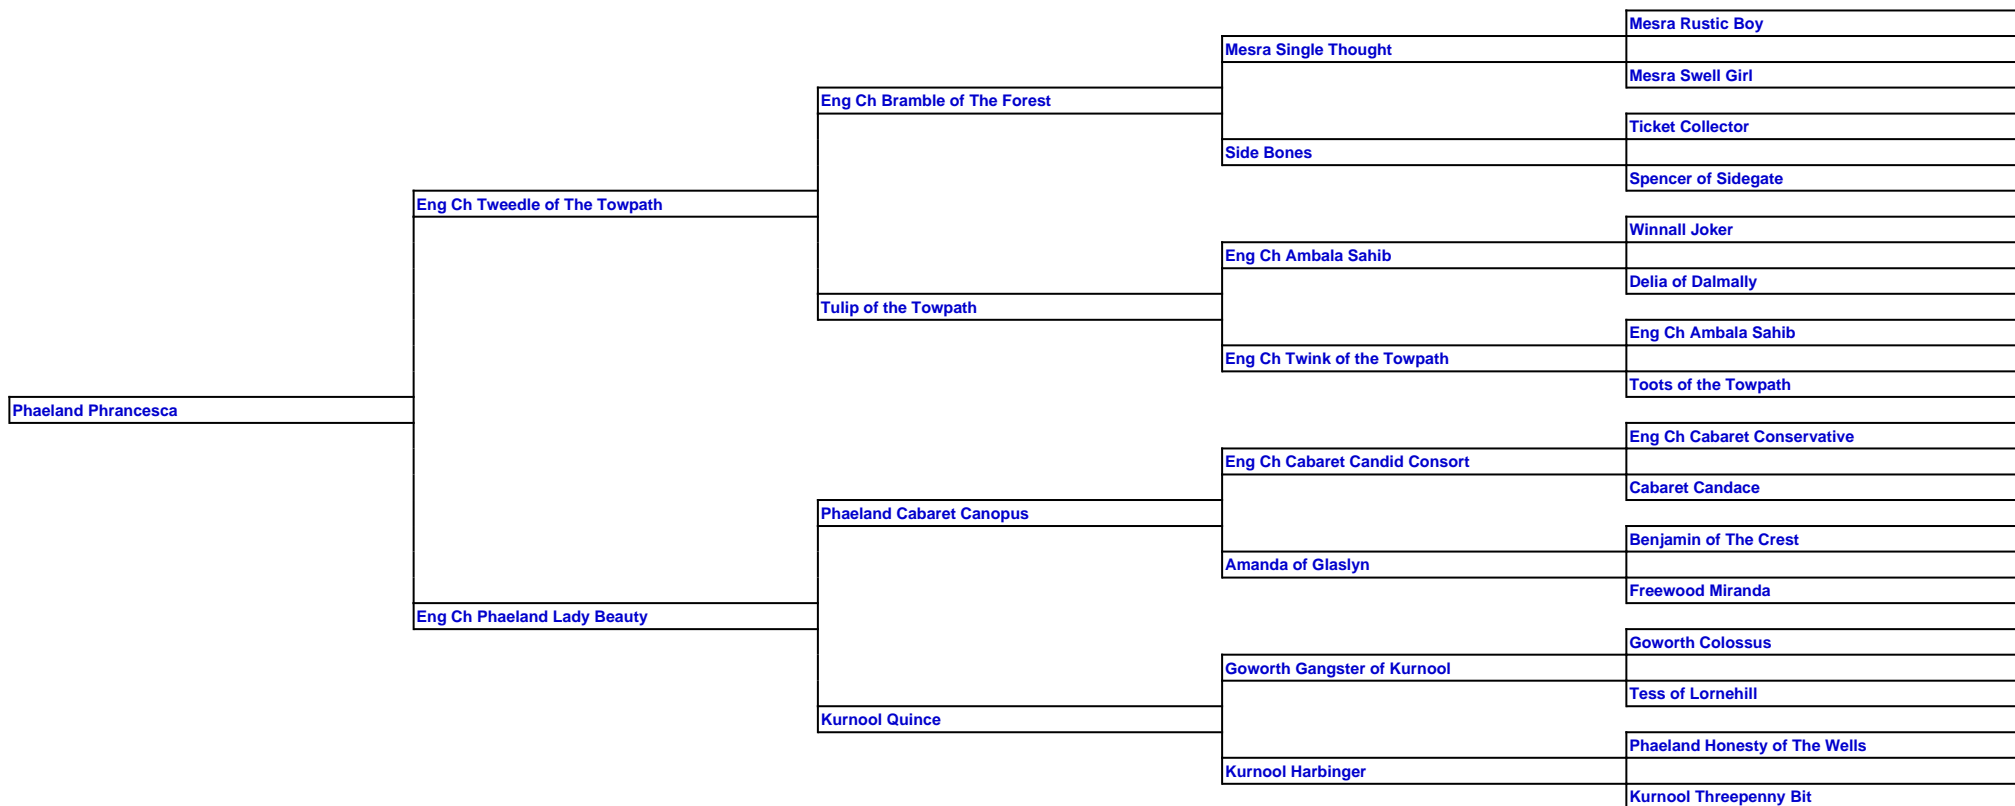 Mesra Rustic Boy
Mesra Single Thought
Mesra Swell Girl
Eng Ch Bramble of The Forest
Ticket Collector
Side Bones
Spencer of Sidegate
Eng Ch Tweedle of The Towpath
Winnall Joker
Eng Ch Ambala Sahib
Delia of Dalmally
Tulip of the Towpath
Eng Ch Ambala Sahib
Eng Ch Twink of the Towpath
Toots of the Towpath
Phaeland Phrancesca
Eng Ch Cabaret Conservative
Eng Ch Cabaret Candid Consort
Cabaret Candace
Phaeland Cabaret Canopus
Benjamin of The Crest
Amanda of Glaslyn
Freewood Miranda
Eng Ch Phaeland Lady Beauty
Goworth Colossus
Goworth Gangster of Kurnool
Tess of Lornehill
Kurnool Quince
Phaeland Honesty of The Wells
Kurnool Harbinger
Kurnool Threepenny Bit